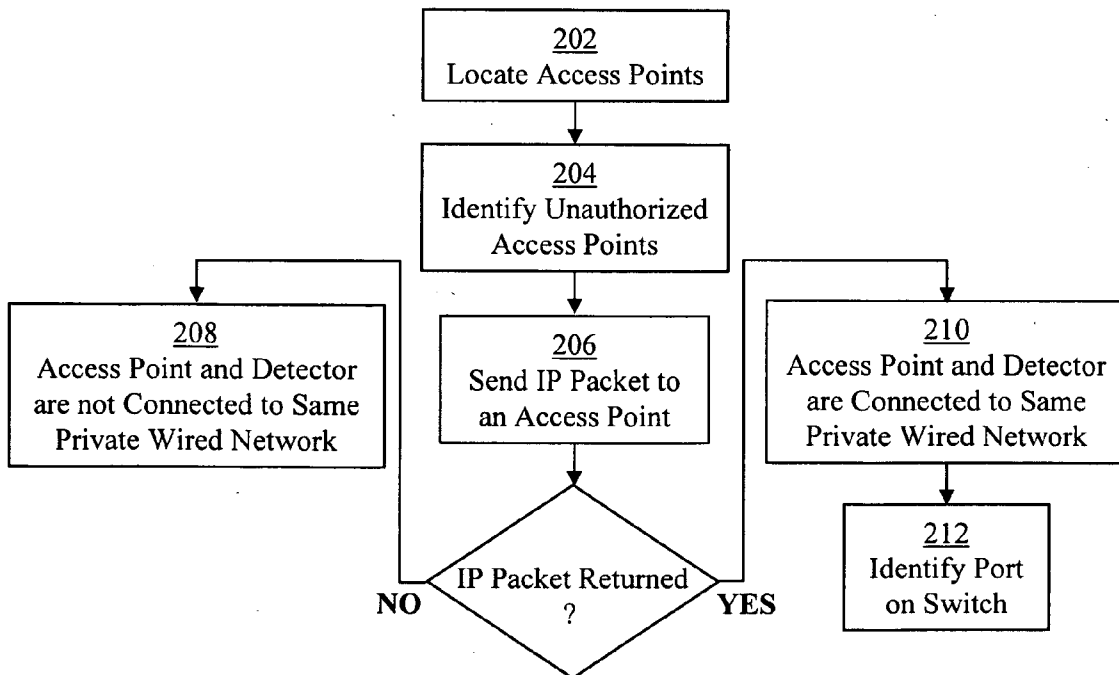 202
Locate Access Points
204
Identify Unauthorized
Access Points
208
Access Point and Detector
are not Connected to Same
Private Wired Network
206
Send IP Packet to
an Access Point
210
Access Point and Detector
are Connected to Same
Private Wired Network
IP Packet Returned
?
NO
YES
212
Identify Port
on Switch